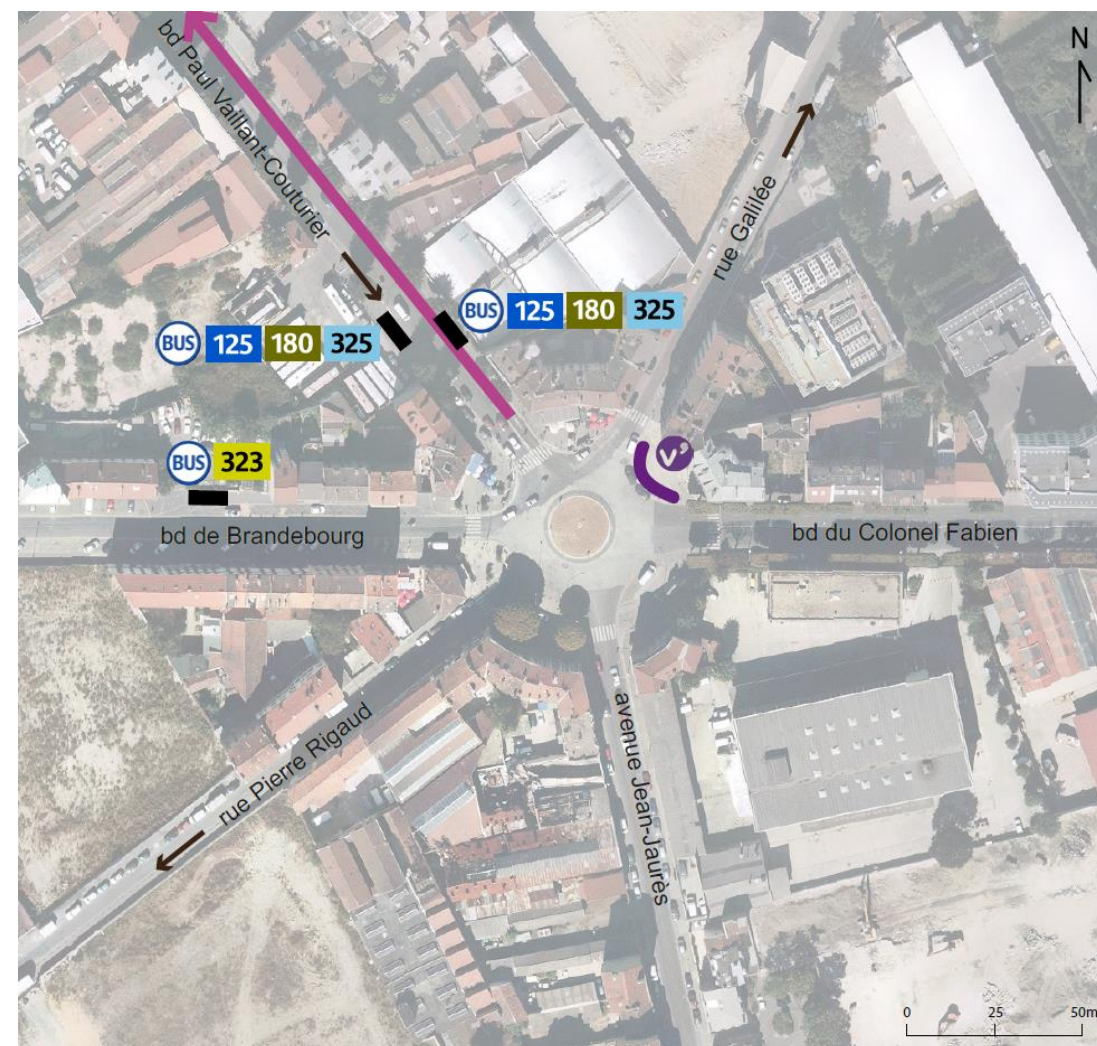 N
bd Paul Vaillant-Couturier
rue Galilée
BUS 125 180 325
BUS 125 180 325
BUS 323
v'
bd de Brandebourg
bd du Colonel Fabien
rue Pierre Rigaud
avenue Jean-Jaurès
0 25 50m